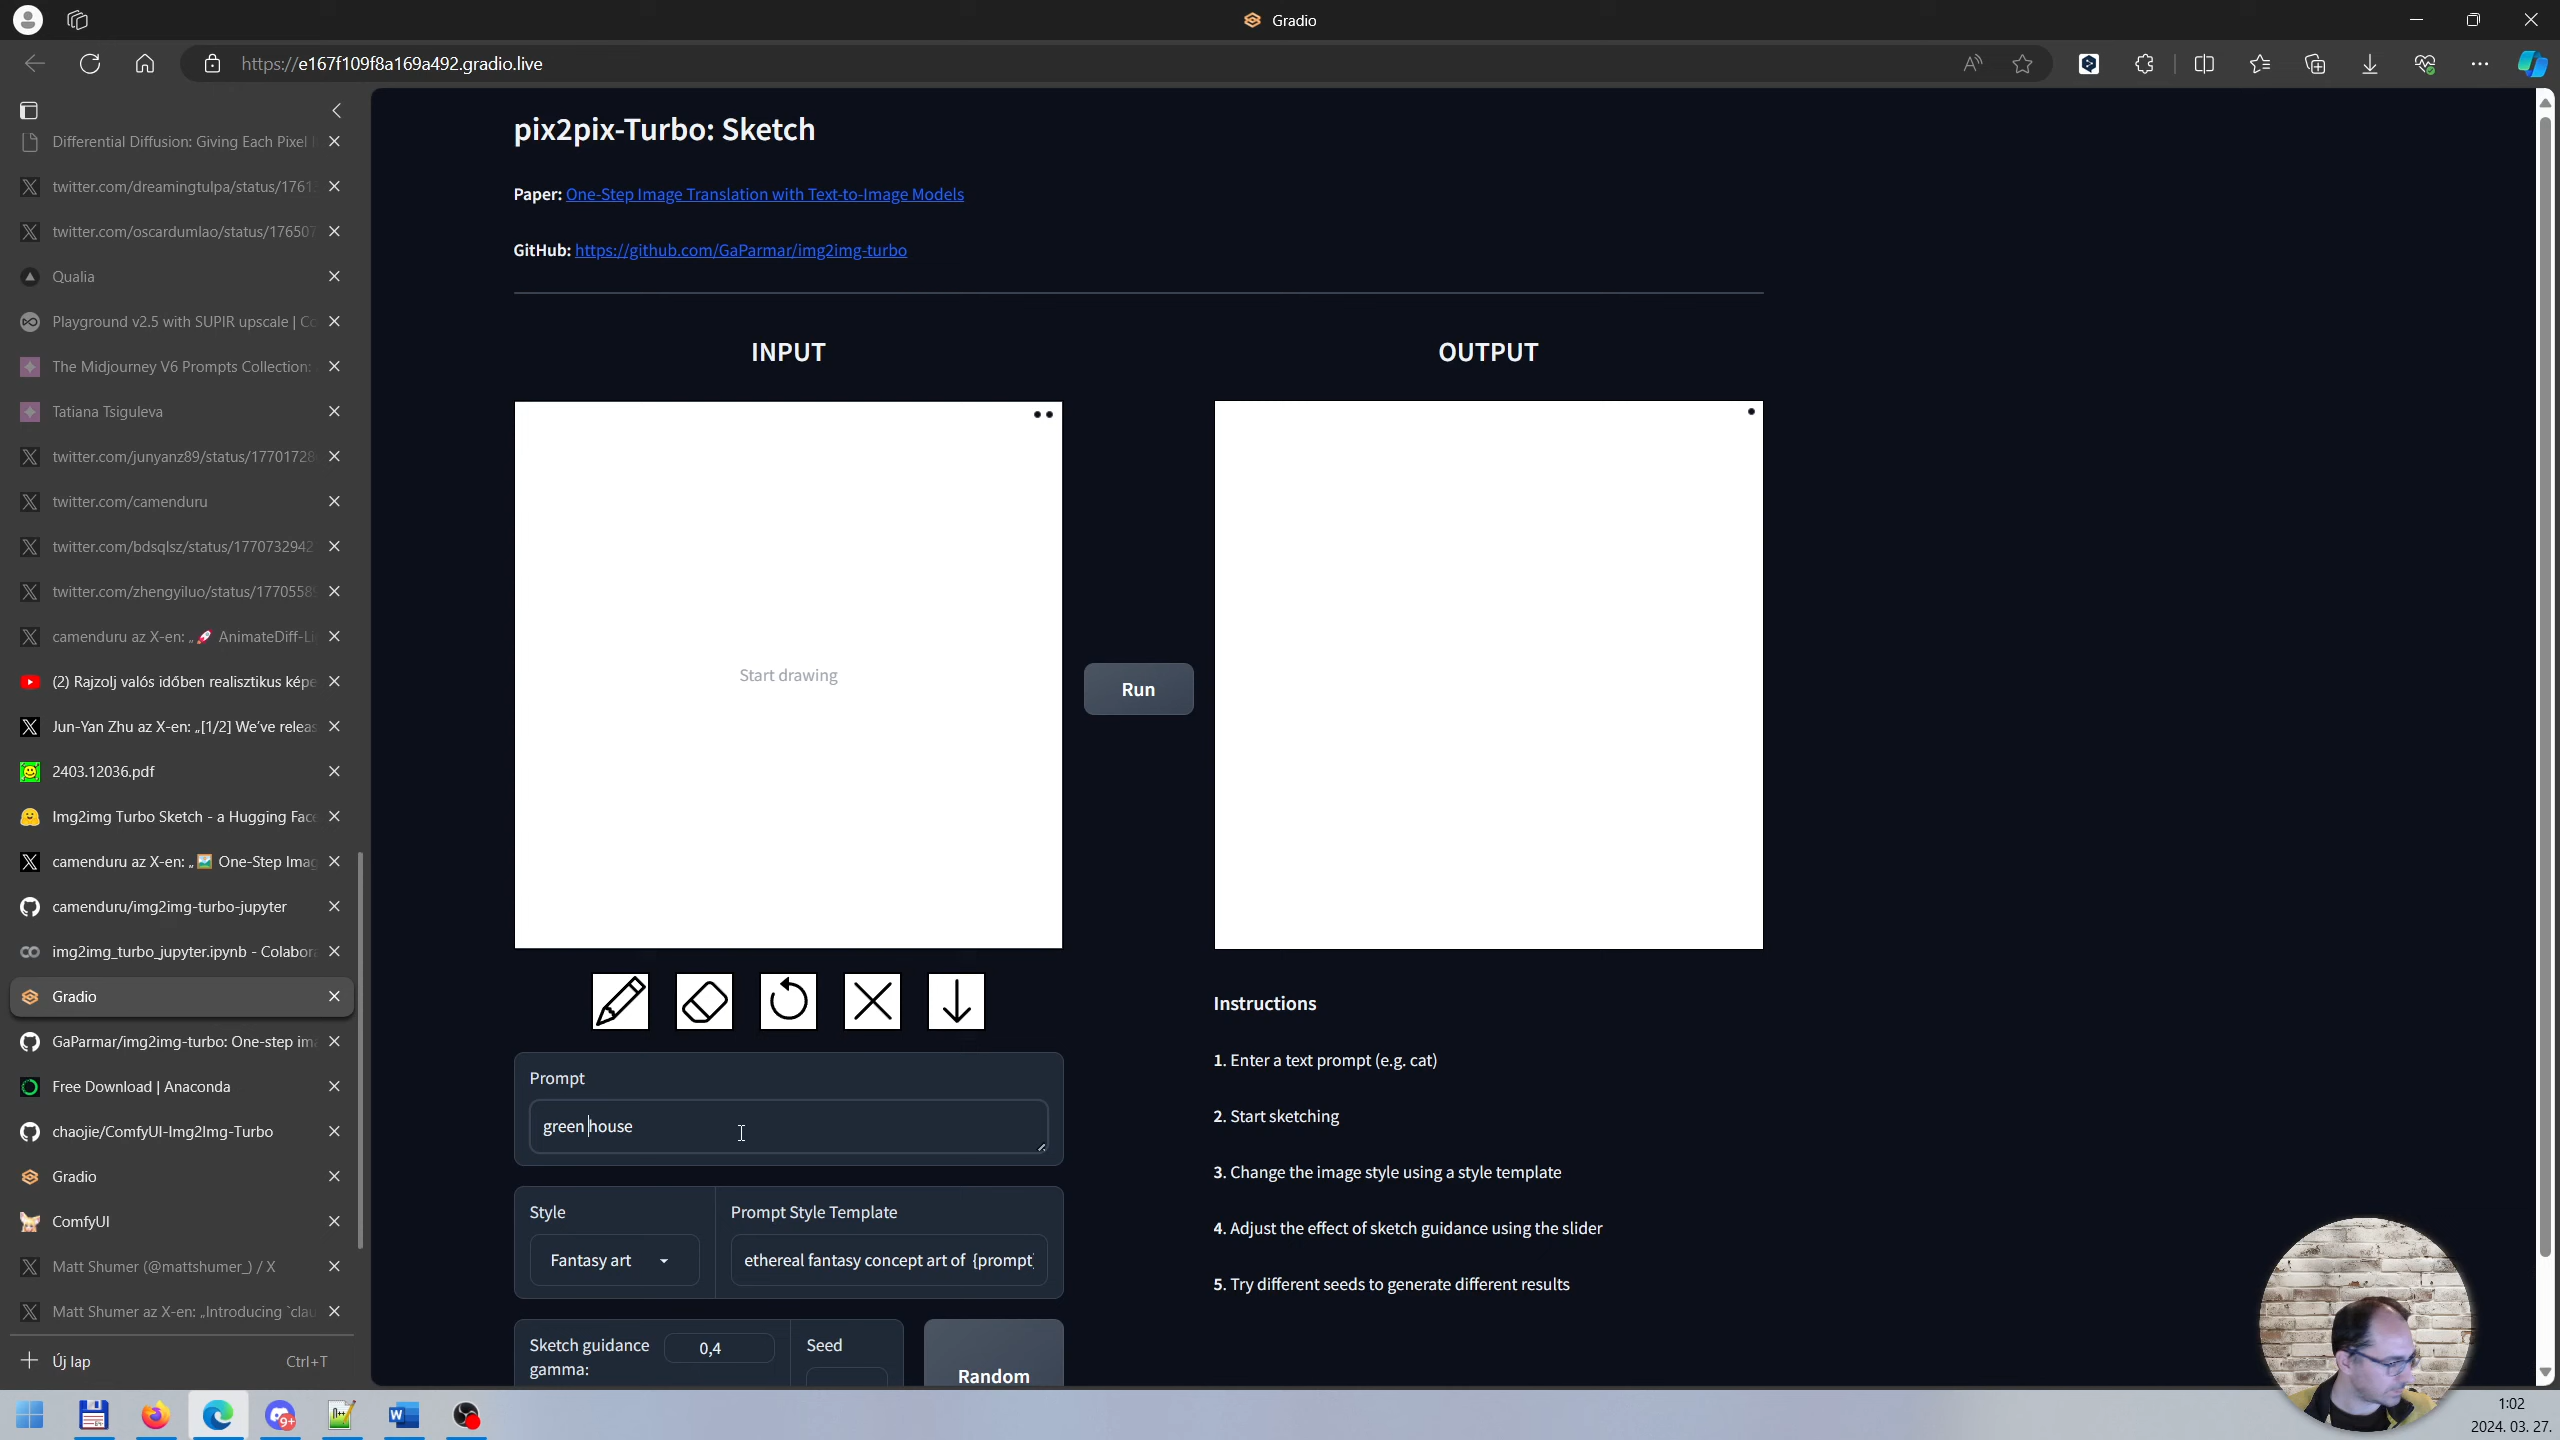 Gradio
https://e167f109f8a169a492.gradio.live
Differential Diffusion: Giving Each Pixel
twitter.com/dreamingtulpa/status/1761
twitter.com/oscardumlao/status/176507
Qualia
Playground v2.5 with SUPIR upscale | Co
The Midjourney V6 Prompts Collection:
Tatiana Tsiguleva
twitter.com/junyanz89/status/1770172
twitter.com/camenduru
twitter.com/bdsqlsz/status/1770732942
twitter.com/zhengyiluo/status/1770558
camenduru az X-en: „🚀 AnimateDiff-Li
(2) Rajzolj valós időben realisztikus képe
Jun-Yan Zhu az X-en: „[1/2] We’ve releas
2403.12036.pdf
Img2img Turbo Sketch - a Hugging Face
camenduru az X-en: „🖼️ One-Step Imag
camenduru/img2img-turbo-jupyter
img2img_turbo_jupyter.ipynb - Colabora
Gradio
GaParmar/img2img-turbo: One-step im
Free Download | Anaconda
chaojie/ComfyUI-Img2Img-Turbo
Gradio
ComfyUI
Matt Shumer (@mattshumer_) / X
Matt Shumer az X-en: „Introducing `clau
Új lap Ctrl+T
pix2pix-Turbo: Sketch
Paper: One-Step Image Translation with Text-to-Image Models
GitHub: https://github.com/GaParmar/img2img-turbo
INPUT
OUTPUT
Start drawing
Run
Prompt
green house
Style
Fantasy art
Prompt Style Template
ethereal fantasy concept art of {prompt
Sketch guidance
gamma:
0,4
Seed
Random
Instructions
1. Enter a text prompt (e.g. cat)
2. Start sketching
3. Change the image style using a style template
4. Adjust the effect of sketch guidance using the slider
5. Try different seeds to generate different results
9+
1:02
2024. 03. 27.